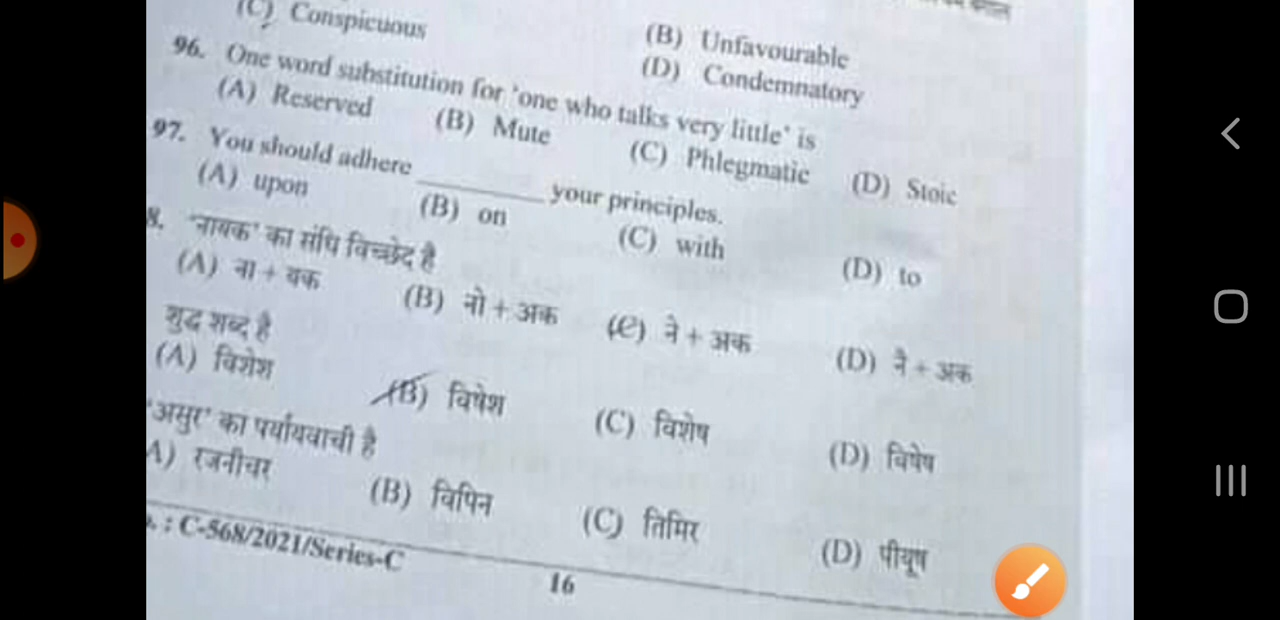 (C) Conspicuous
(B) Unfavourable
(D) Condemnatory
96. One word substitution for 'one who talks very little' is
(A) Reserved (B) Mute (C) Phlegmatic (D) Stoic
97. You should adhere ________ your principles.
(A) upon (B) on (C) with (D) to
8. 'नायक' का संधि विच्छेद है
(A) ना + यक (B) नो + अक (C) ने + अक (D) नै + अक
शुद्ध शब्द है
(A) विशेश (B) विषेश (C) विशेष (D) विषेष
'असुर' का पर्यायवाची है
A) रजनीचर (B) विपिन (C) तिमिर (D) पीयूष
: C-568/2021/Series-C
16